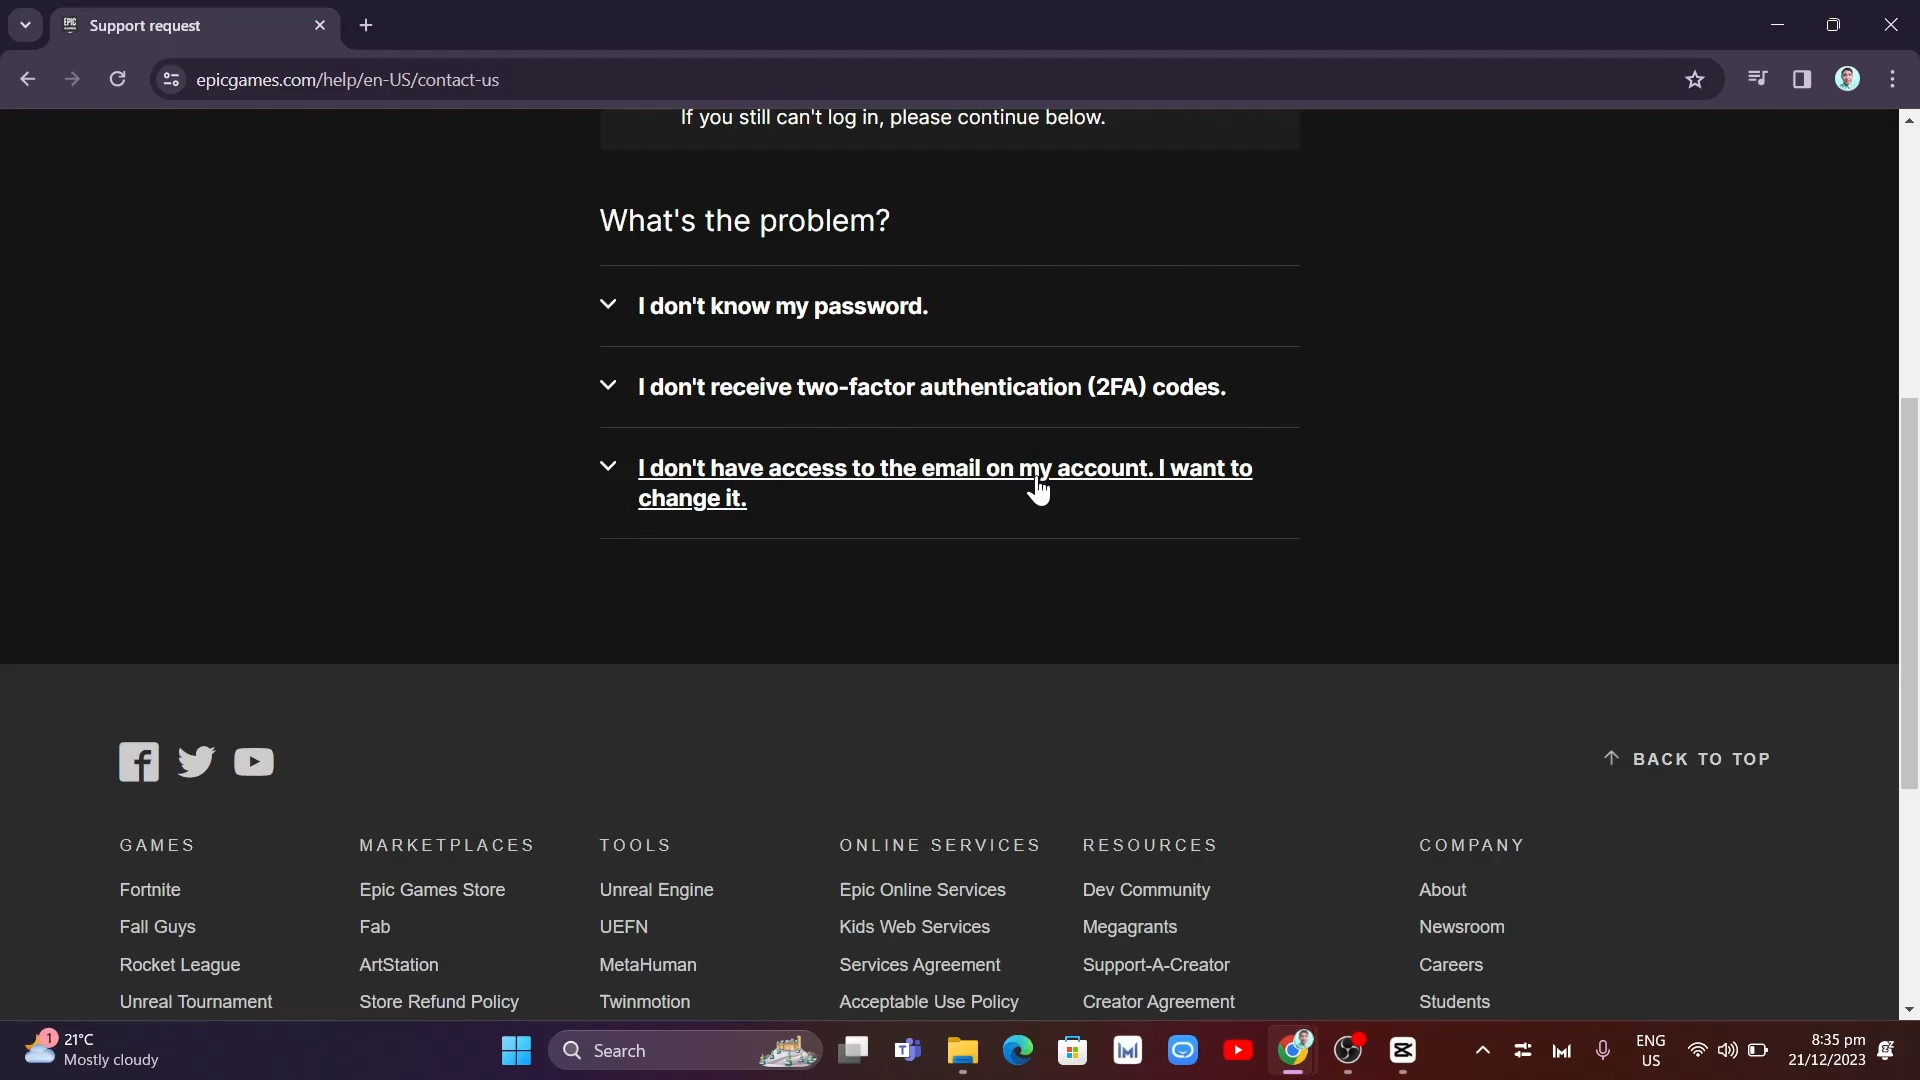 Support request
epicgames.com/help/en-US/contact-us
If you still can't log in, please continue below.
What's the problem?
I don't know my password.
I don't receive two-factor authentication (2FA) codes.
I don't have access to the email on my account. I want to
change it.
BACK TO TOP
GAMES
Fortnite
Fall Guys
Rocket League
Unreal Tournament
MARKETPLACES
Epic Games Store
Fab
ArtStation
Store Refund Policy
TOOLS
Unreal Engine
UEFN
MetaHuman
Twinmotion
ONLINE SERVICES
Epic Online Services
Kids Web Services
Services Agreement
Acceptable Use Policy
RESOURCES
Dev Community
Megagrants
Support-A-Creator
Creator Agreement
COMPANY
About
Newsroom
Careers
Students
1
21°C
Mostly cloudy
Search
ENG
US
8:35 pm
21/12/2023